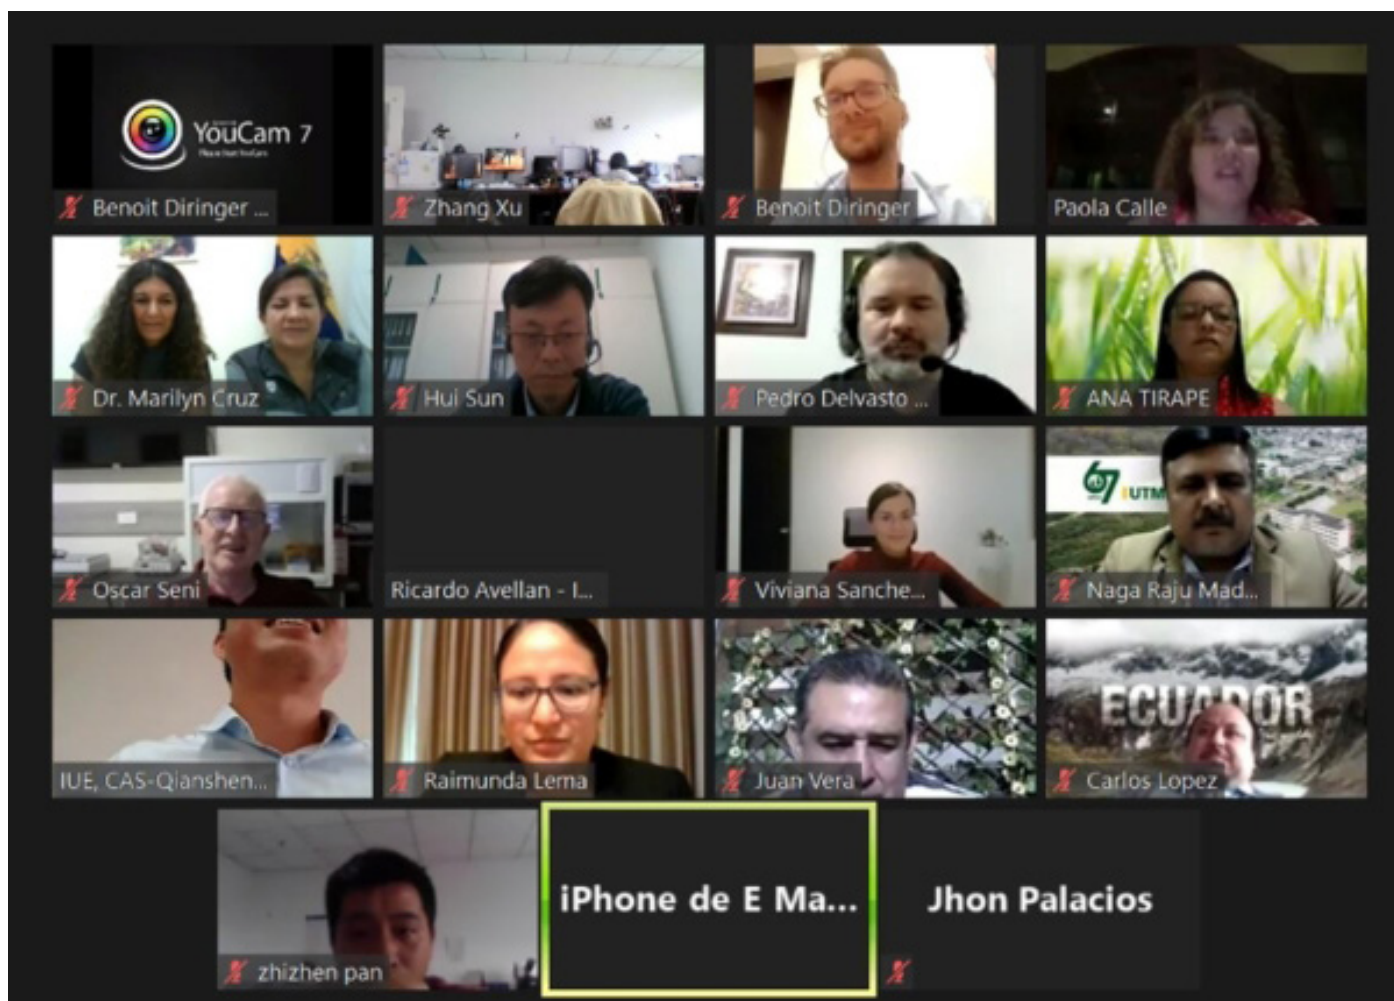 YouCam 7
Benoit Diringer ...
Zhang Xu
Benoit Diringer
Paola Calle
Dr. Marilyn Cruz
Hui Sun
Pedro Delvasto ...
ANA TIRAPE
67 UTM
Oscar Seni
Ricardo Avellan - I...
Viviana Sanche...
Naga Raju Mad...
ECUADOR
IUE, CAS-Qianshen...
Raimunda Lema
Juan Vera
Carlos Lopez
zhizhen pan
iPhone de E Ma...
Jhon Palacios